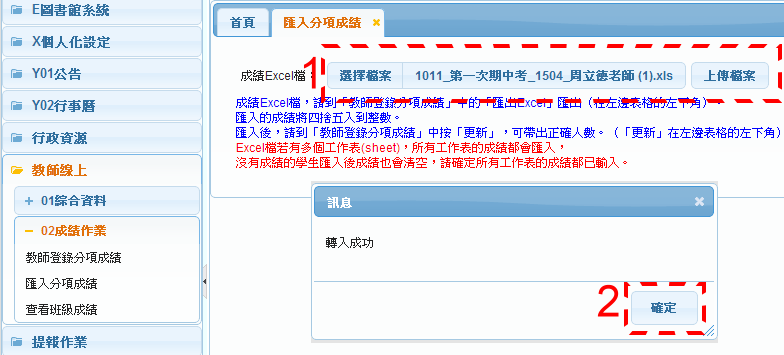 E圖書館系統
X個人化設定
Y01公告
Y02行事曆
行政資源
教師線上
01綜合資料
02成績作業
教師登錄分項成績
匯入分項成績
查看班級成績
提報作業
首頁 匯入分項成績
1
成績Excel檔： 選擇檔案 1011_第一次期中考_1504_周立德老師 (1).xls 上傳檔案
成績Excel檔，請到「教師登錄分項成績」中的「匯出Excel」匯出（在左邊表格的左下角），
匯入的成績將四捨五入到整數。
匯入後，請到「教師登錄分項成績」中按「更新」，可帶出正確人數。（「更新」在左邊表格的左下角）
Excel檔若有多個工作表(sheet)，所有工作表的成績都會匯入，
沒有成績的學生匯入後成績也會清空，請確定所有工作表的成績都已輸入。
訊息
轉入成功
2 確定